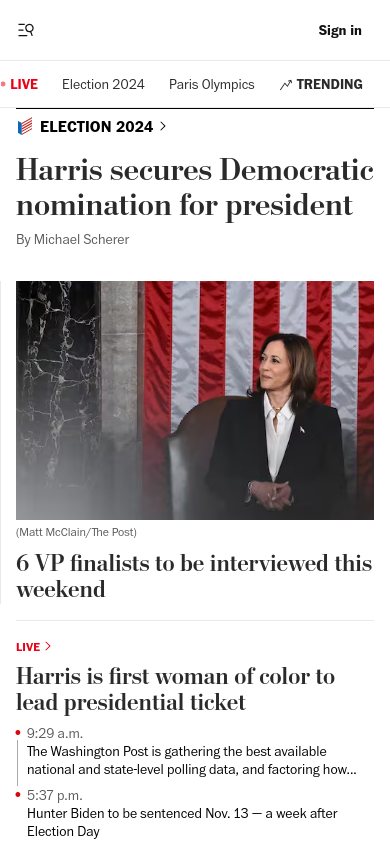 Sign in
LIVE Election 2024 Paris Olympics TRENDING
ELECTION 2024
Harris secures Democratic
nomination for president
By Michael Scherer
(Matt McClain/The Post)
6 VP finalists to be interviewed this
weekend
LIVE
Harris is first woman of color to
lead presidential ticket
9:29 a.m.
The Washington Post is gathering the best available
national and state-level polling data, and factoring how...
5:37 p.m.
Hunter Biden to be sentenced Nov. 13 — a week after
Election Day